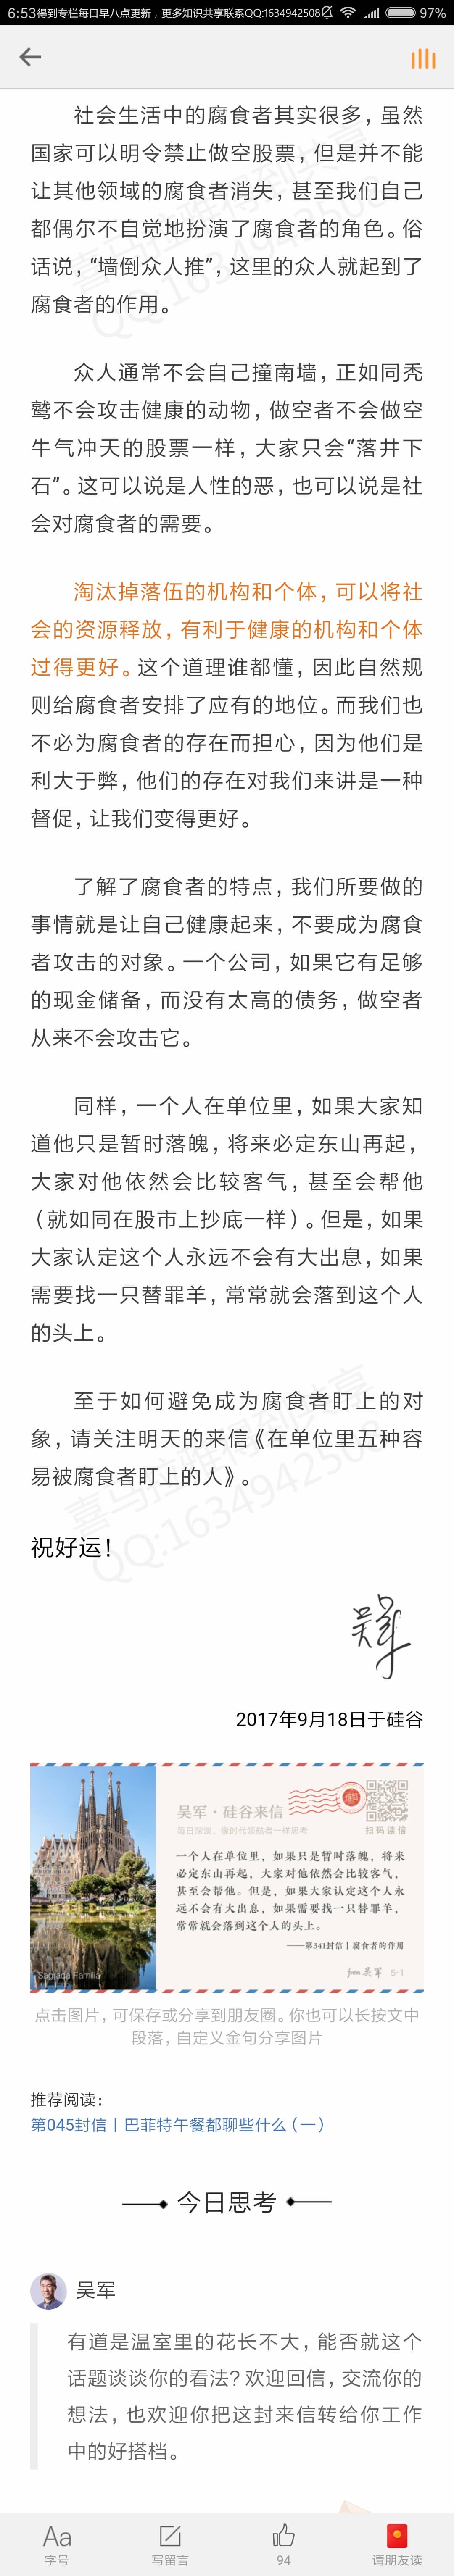 6:53得到专栏每日早八点更新，更多知识共享联系QQ:1634942508 97%
社会生活中的腐食者其实很多，虽然
国家可以明令禁止做空股票，但是并不能
让其他领域的腐食者消失，甚至我们自己
都偶尔不自觉地扮演了腐食者的角色。俗
话说，“墙倒众人推”，这里的众人就起到了
腐食者的作用。
众人通常不会自己撞南墙，正如同秃
鹫不会攻击健康的动物，做空者不会做空
牛气冲天的股票一样，大家只会“落井下
石”。这可以说是人性的恶，也可以说是社
会对腐食者的需要。
淘汰掉落伍的机构和个体，可以将社
会的资源释放，有利于健康的机构和个体
过得更好。这个道理谁都懂，因此自然规
则给腐食者安排了应有的地位。而我们也
不必为腐食者的存在而担心，因为他们是
利大于弊，他们的存在对我们来讲是一种
督促，让我们变得更好。
了解了腐食者的特点，我们所要做的
事情就是让自己健康起来，不要成为腐食
者攻击的对象。一个公司，如果它有足够
的现金储备，而没有太高的债务，做空者
从来不会攻击它。
同样，一个人在单位里，如果大家知
道他只是暂时落魄，将来必定东山再起，
大家对他依然会比较客气，甚至会帮他
（就如同在股市上抄底一样）。但是，如果
大家认定这个人永远不会有大出息，如果
需要找一只替罪羊，常常就会落到这个人
的头上。
至于如何避免成为腐食者盯上的对
象，请关注明天的来信《在单位里五种容
易被腐食者盯上的人》。
祝好运！
吴军
2017年9月18日于硅谷
吴军·硅谷来信
每日深谈，像时代领航者一样思考
扫码读信
一个人在单位里，如果只是暂时落魄，将来
必定东山再起，大家对他依然会比较客气，
甚至会帮他。但是，如果大家认定这个人永
远不会有大出息，如果需要找一只替罪羊，
常常就会落到这个人的头上。
——第341封信丨腐食者的作用
from 吴军 5-1
Sagrada Familia
点击图片，可保存或分享到朋友圈。你也可以长按文中
段落，自定义金句分享图片
推荐阅读：
第045封信丨巴菲特午餐都聊些什么（一）
今日思考
吴军
有道是温室里的花长不大，能否就这个
话题谈谈你的看法？欢迎回信，交流你的
想法，也欢迎你把这封来信转给你工作
中的好搭档。
Aa
字号
写留言
94
请朋友读